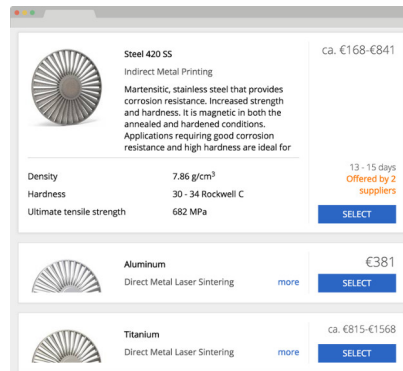 Steel 420 SS
ca. €168-€841
Indirect Metal Printing
Martensitic, stainless steel that provides
corrosion resistance. Increased strength
and hardness. It is magnetic in both the
annealed and hardened conditions.
Applications requiring good corrosion
resistance and high hardness are ideal for
13 - 15 days
Offered by 2
suppliers
Density 7.86 g/cm³
Hardness 30 - 34 Rockwell C
Ultimate tensile strength 682 MPa
SELECT
Aluminum
€381
Direct Metal Laser Sintering more
SELECT
Titanium
ca. €815-€1568
Direct Metal Laser Sintering more
SELECT